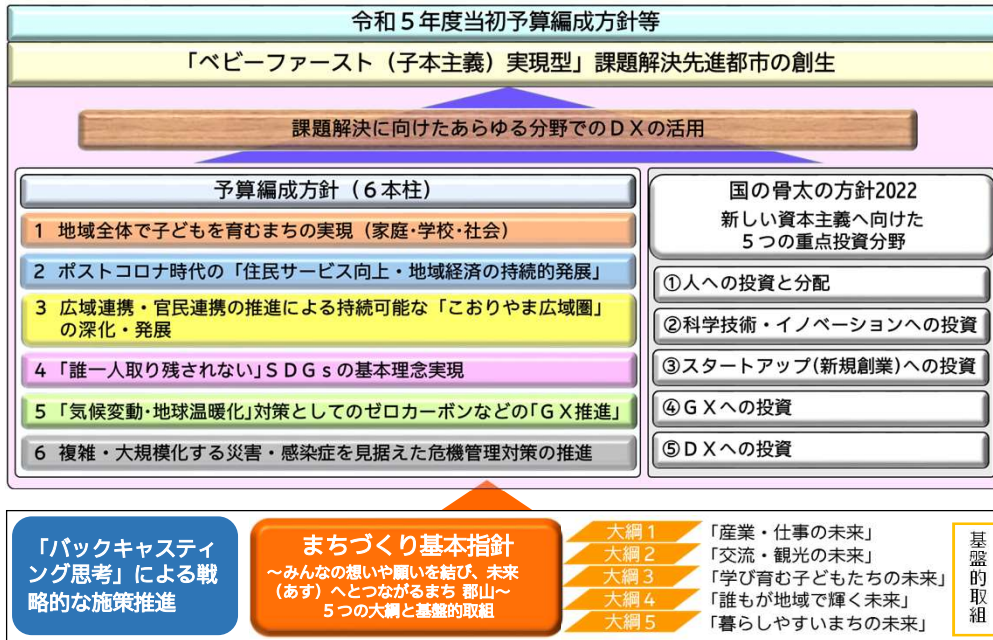 令和５年度当初予算編成方針等
「ベビーファースト（子本主義）実現型」課題解決先進都市の創生
課題解決に向けたあらゆる分野でのＤＸの活用
予算編成方針（６本柱）
1 地域全体で子どもを育むまちの実現（家庭・学校・社会）
2 ポストコロナ時代の「住民サービス向上・地域経済の持続的発展」
3 広域連携・官民連携の推進による持続可能な「こおりやま広域圏」
の深化・発展
4 「誰一人取り残されない」ＳＤＧｓの基本理念実現
5 「気候変動・地球温暖化」対策としてのゼロカーボンなどの「ＧＸ推進」
6 複雑・大規模化する災害・感染症を見据えた危機管理対策の推進
国の骨太の方針2022
新しい資本主義へ向けた
５つの重点投資分野
①人への投資と分配
②科学技術・イノベーションへの投資
③スタートアップ(新規創業)への投資
④ＧＸへの投資
⑤ＤＸへの投資
「バックキャスティ
ング思考」による戦
略的な施策推進
まちづくり基本指針
～みんなの想いや願いを結び、未来
（あす）へとつながるまち 郡山～
５つの大綱と基盤的取組
大綱１ 「産業・仕事の未来」
大綱２ 「交流・観光の未来」
大綱３ 「学び育む子どもたちの未来」
大綱４ 「誰もが地域で輝く未来」
大綱５ 「暮らしやすいまちの未来」
基盤的取組